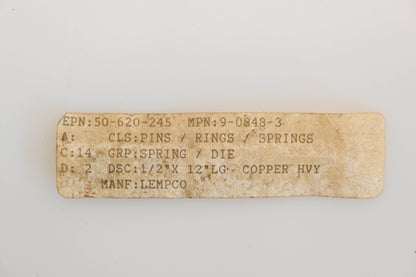 EPN:50-620-245 MPN:9-0848-3
A: CLS:PINS / RINGS / SPRINGS
C:14 GRP:SPRING / DIE
D: 2 DSC:1/2"X 12"LG COPPER HVY
MANF:LEMPCO